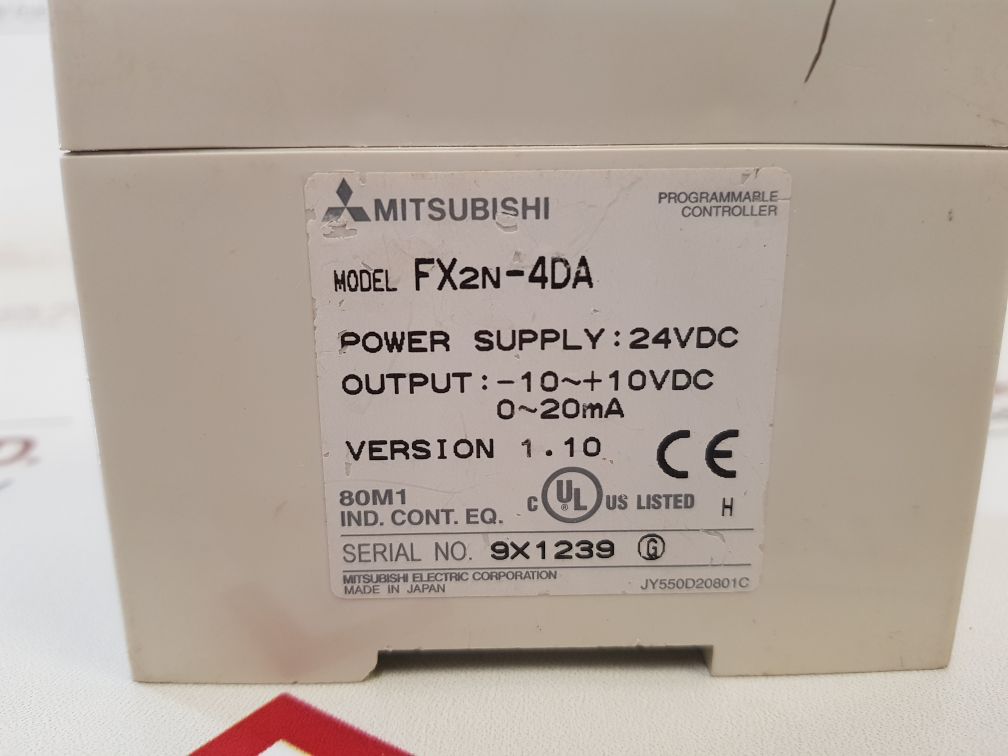 MITSUBISHI
PROGRAMMABLE
CONTROLLER
MODEL FX2N-4DA
POWER SUPPLY:24VDC
OUTPUT:-10~+10VDC
0~20mA
VERSION 1.10
CE
80M1
IND. CONT. EQ.
C UL ® US LISTED
H
SERIAL NO. 9X1239 G
MITSUBISHI ELECTRIC CORPORATION
MADE IN JAPAN
JY550D20801C